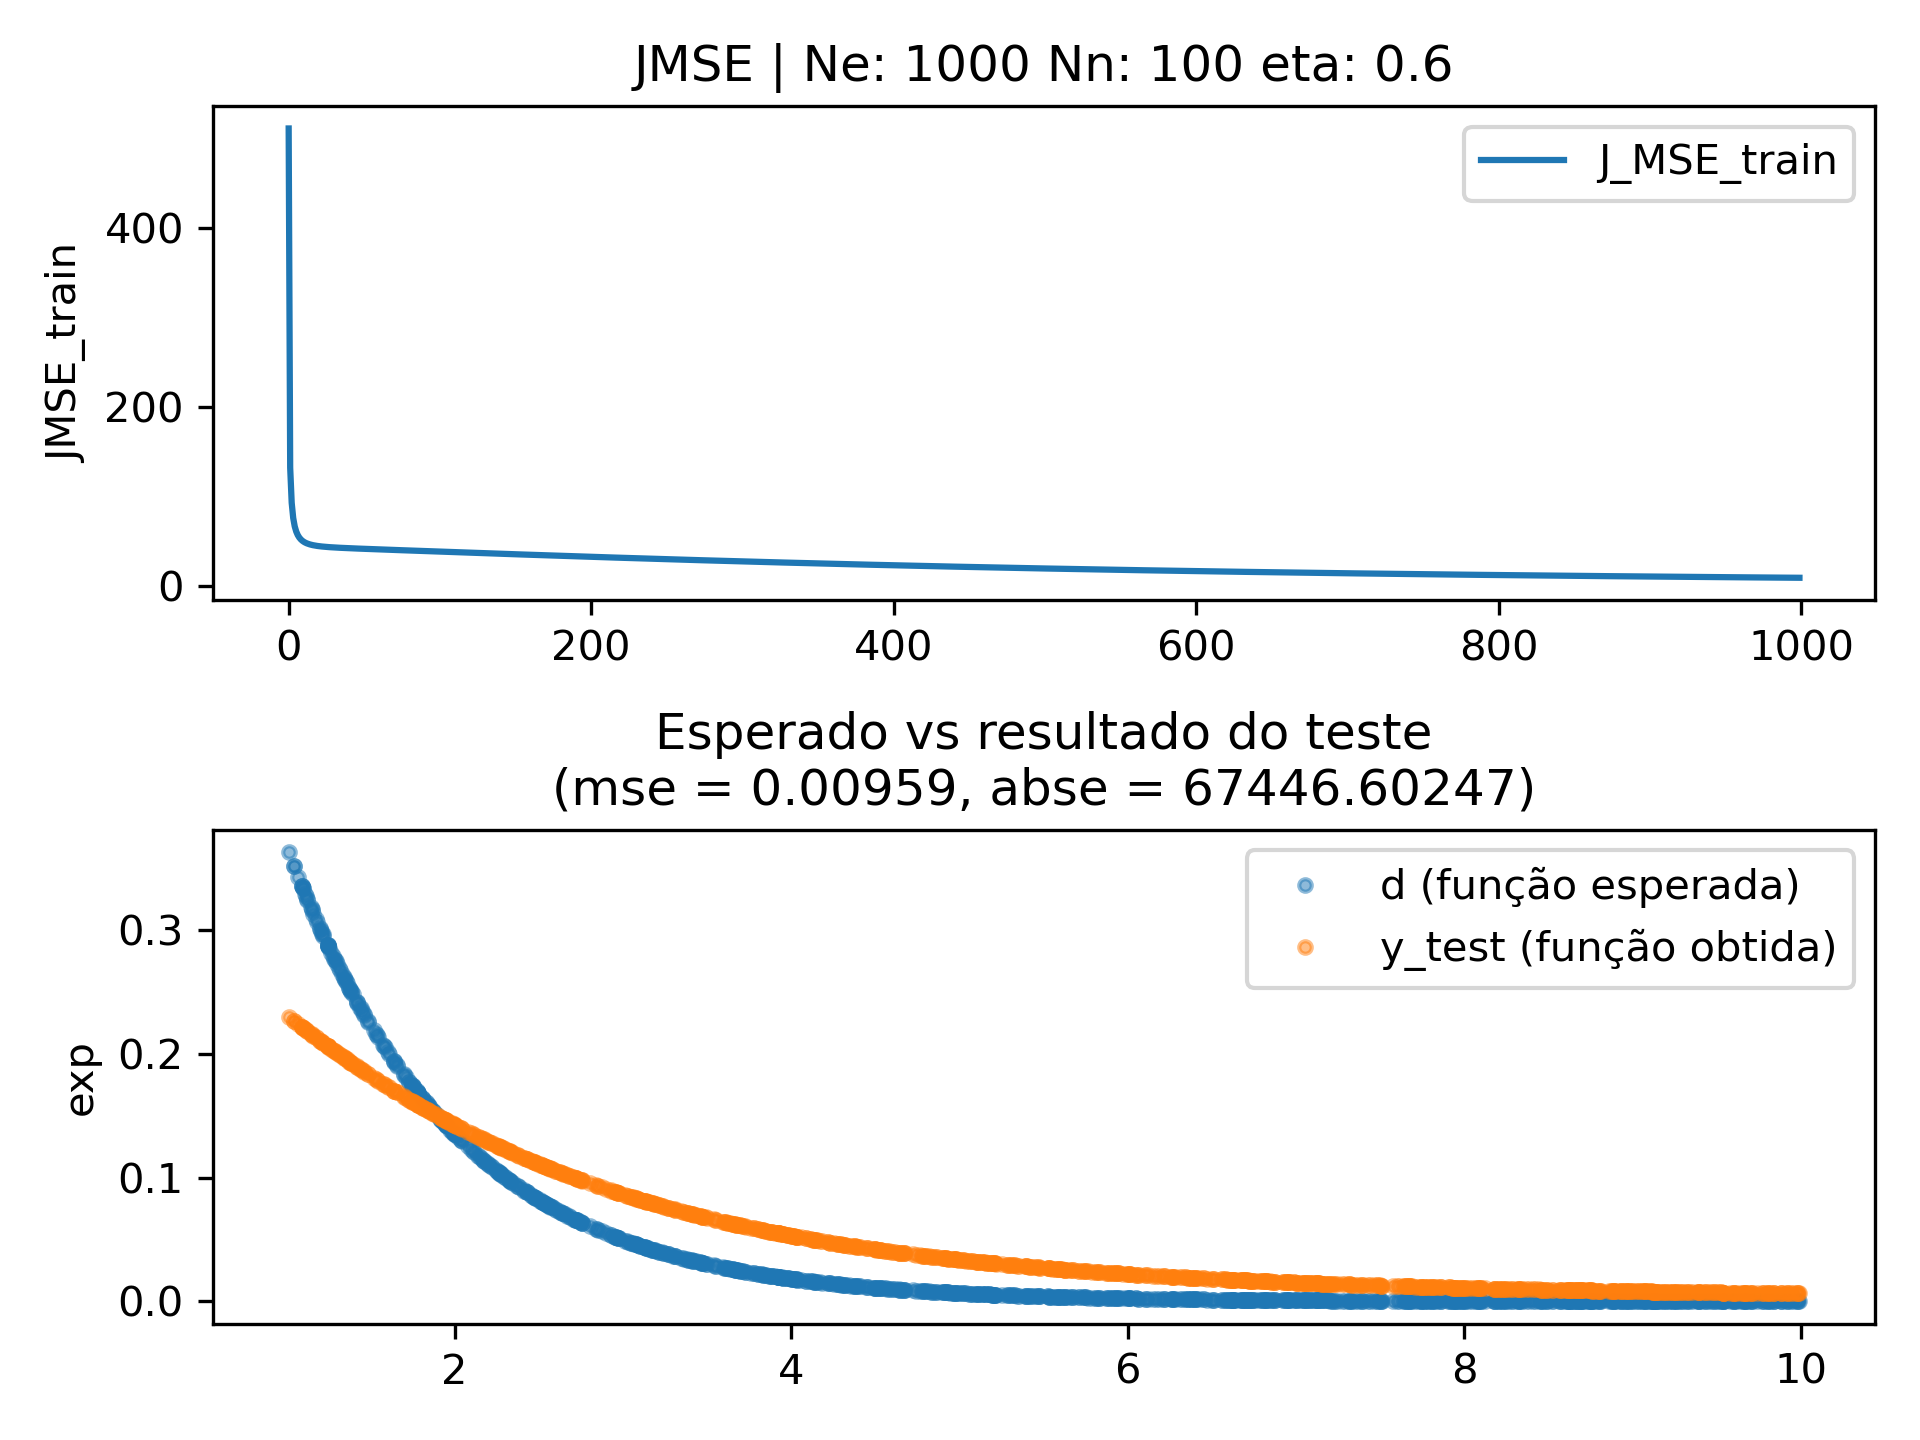 JMSE | Ne: 1000 Nn: 100 eta: 0.6
J_MSE_train
JMSE_train
400
200
0
0 200 400 600 800 1000
Esperado vs resultado do teste
(mse = 0.00959, abse = 67446.60247)
d (função esperada)
y_test (função obtida)
exp
0.3
0.2
0.1
0.0
2 4 6 8 10